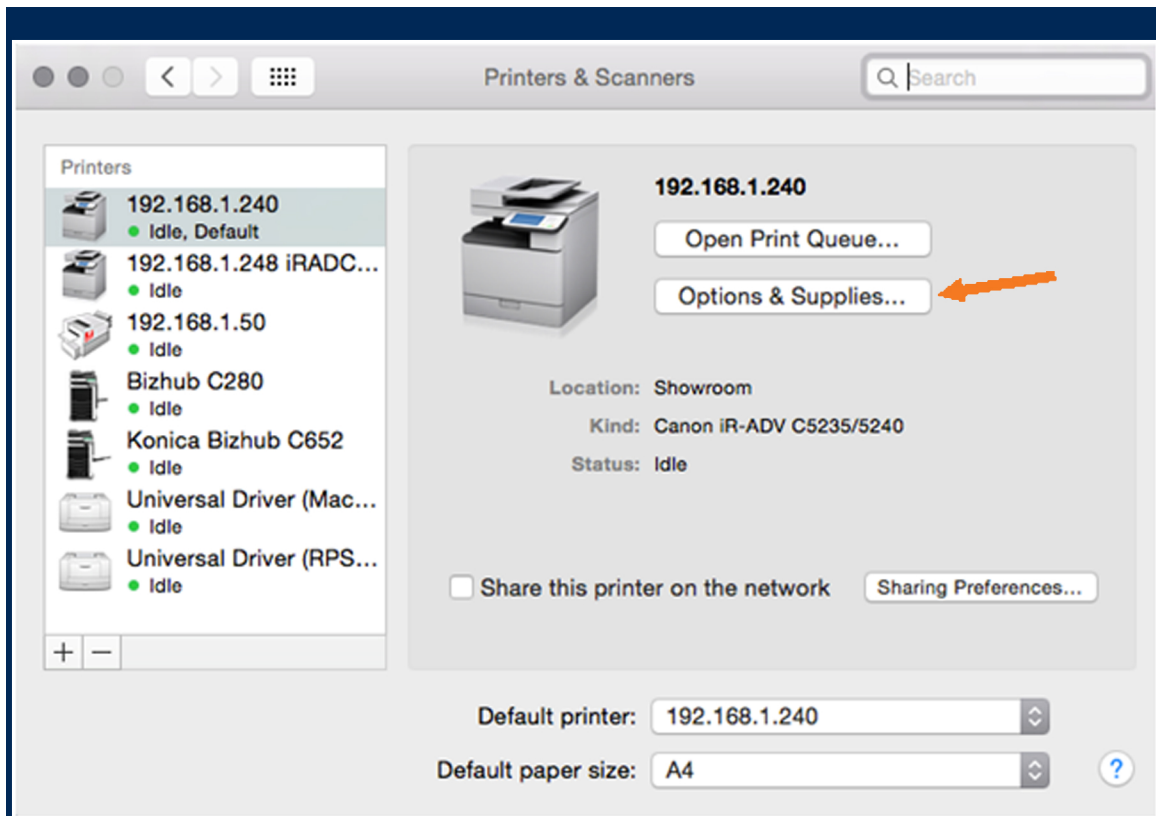 Printers & Scanners
Search
Printers
192.168.1.240
Idle, Default
192.168.1.248 iRADC...
Idle
192.168.1.50
Idle
Bizhub C280
Idle
Konica Bizhub C652
Idle
Universal Driver (Mac...
Idle
Universal Driver (RPS...
Idle
+ −
192.168.1.240
Open Print Queue...
Options & Supplies...
Location: Showroom
Kind: Canon iR-ADV C5235/5240
Status: Idle
Share this printer on the network Sharing Preferences...
Default printer: 192.168.1.240
Default paper size: A4
?